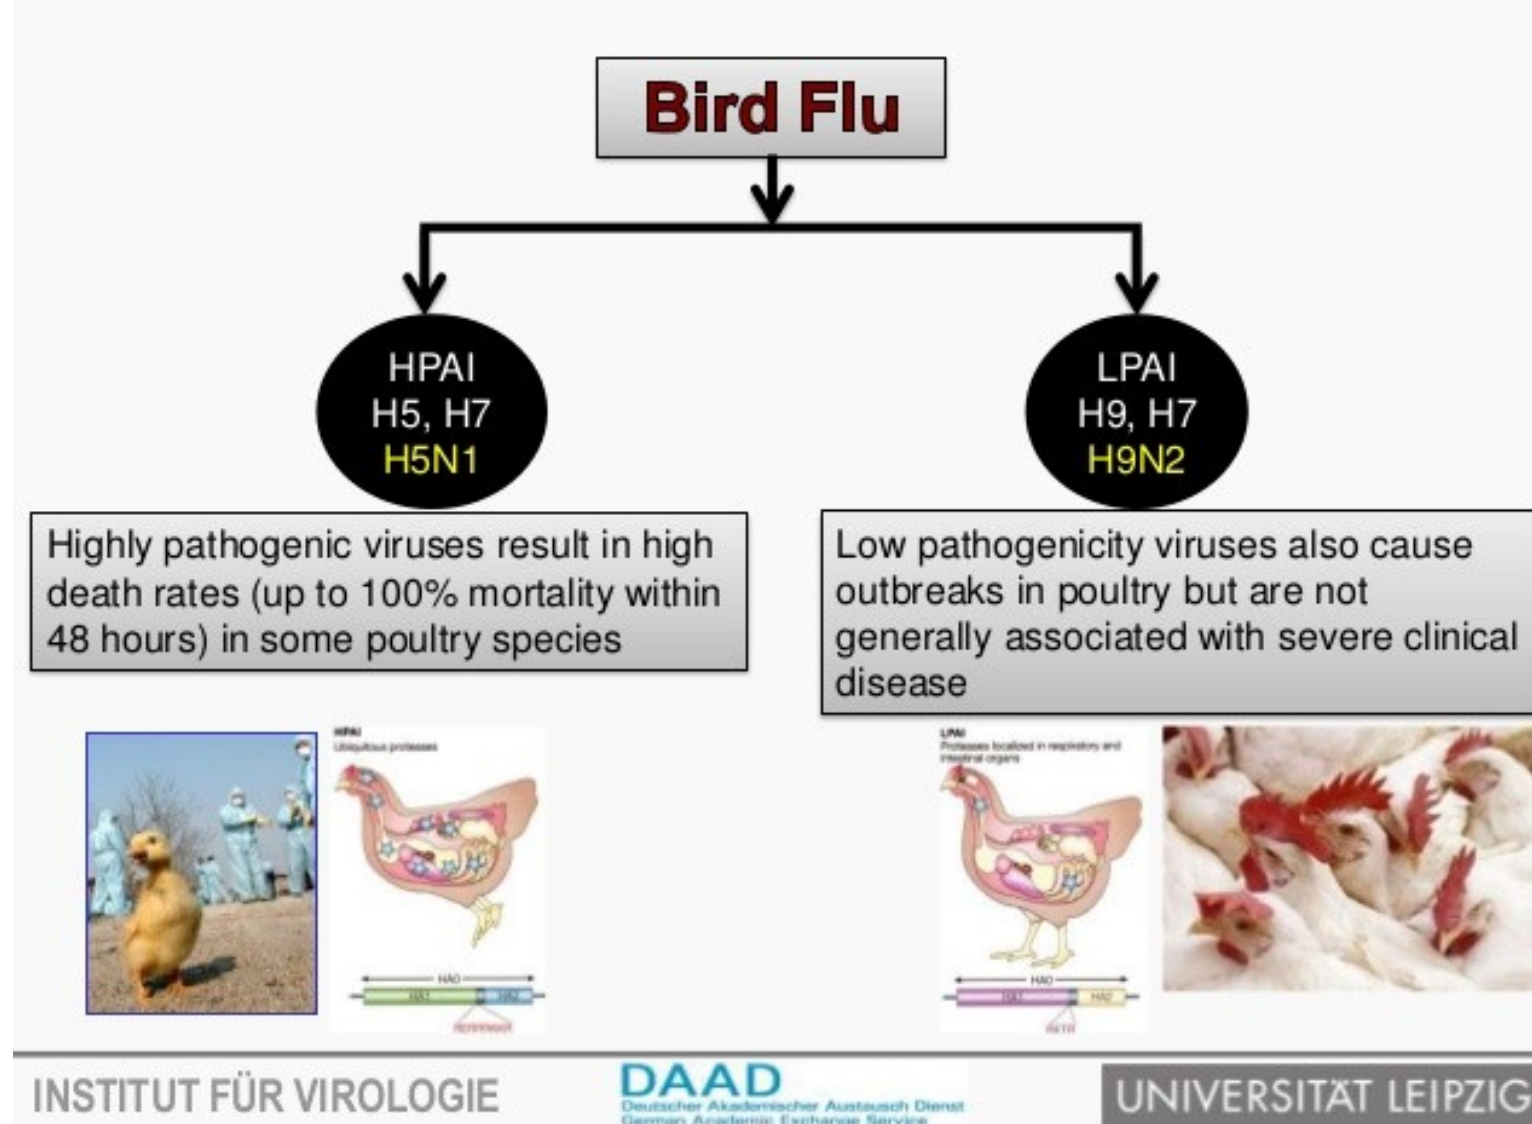 Bird Flu
HPAI
H5, H7
H5N1
LPAI
H9, H7
H9N2
Highly pathogenic viruses result in high
death rates (up to 100% mortality within
48 hours) in some poultry species
Low pathogenicity viruses also cause
outbreaks in poultry but are not
generally associated with severe clinical
disease
HPAI
Ubiquitous proteases
HA0
HA1 HA2
LPAI
Proteases localized in respiratory and
intestinal organs
HA0
HA1 HA2
RETR
INSTITUT FÜR VIROLOGIE
DAAD
Deutscher Akademischer Austausch Dienst
German Academic Exchange Service
UNIVERSITÄT LEIPZIG